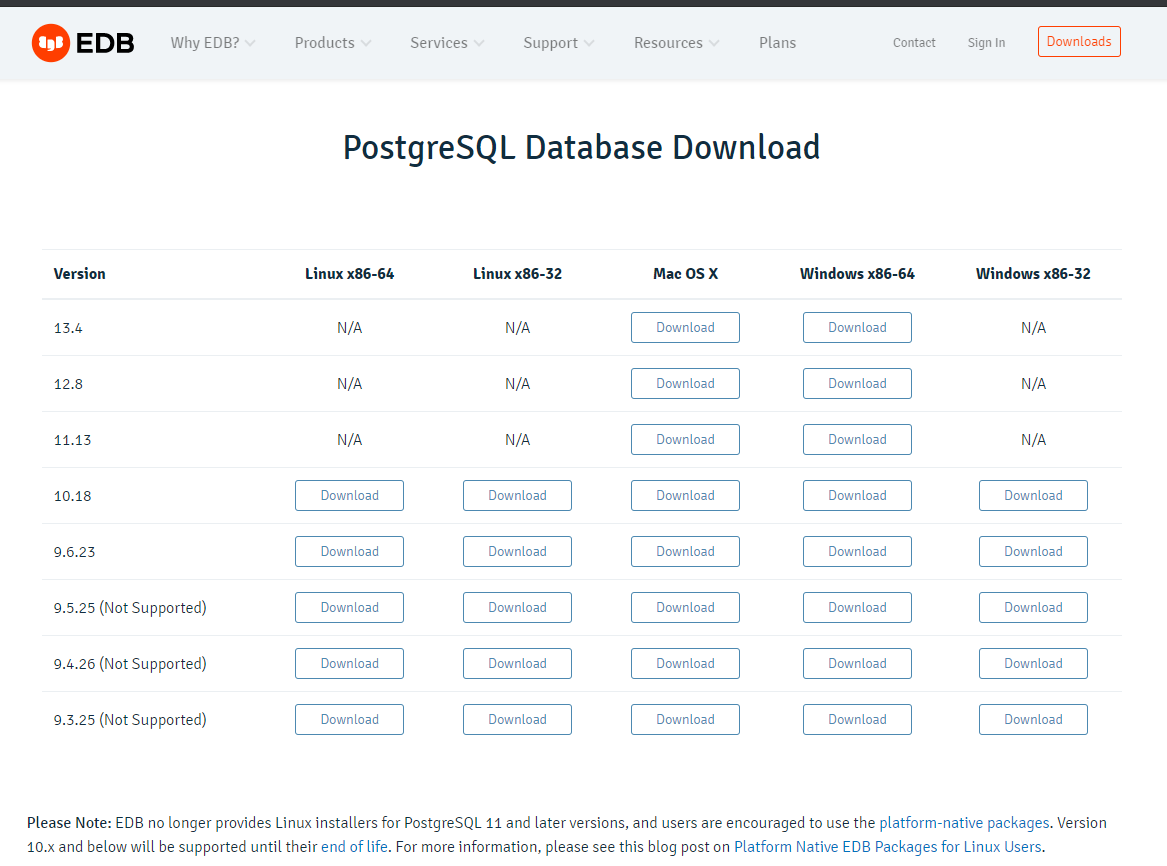 EDB Why EDB? Products Services Support Resources Plans Contact Sign In Downloads
PostgreSQL Database Download
Version Linux x86-64 Linux x86-32 Mac OS X Windows x86-64 Windows x86-32
13.4 N/A N/A Download Download N/A
12.8 N/A N/A Download Download N/A
11.13 N/A N/A Download Download N/A
10.18 Download Download Download Download Download
9.6.23 Download Download Download Download Download
9.5.25 (Not Supported) Download Download Download Download Download
9.4.26 (Not Supported) Download Download Download Download Download
9.3.25 (Not Supported) Download Download Download Download Download
Please Note: EDB no longer provides Linux installers for PostgreSQL 11 and later versions, and users are encouraged to use the platform-native packages. Version
10.x and below will be supported until their end of life. For more information, please see this blog post on Platform Native EDB Packages for Linux Users.